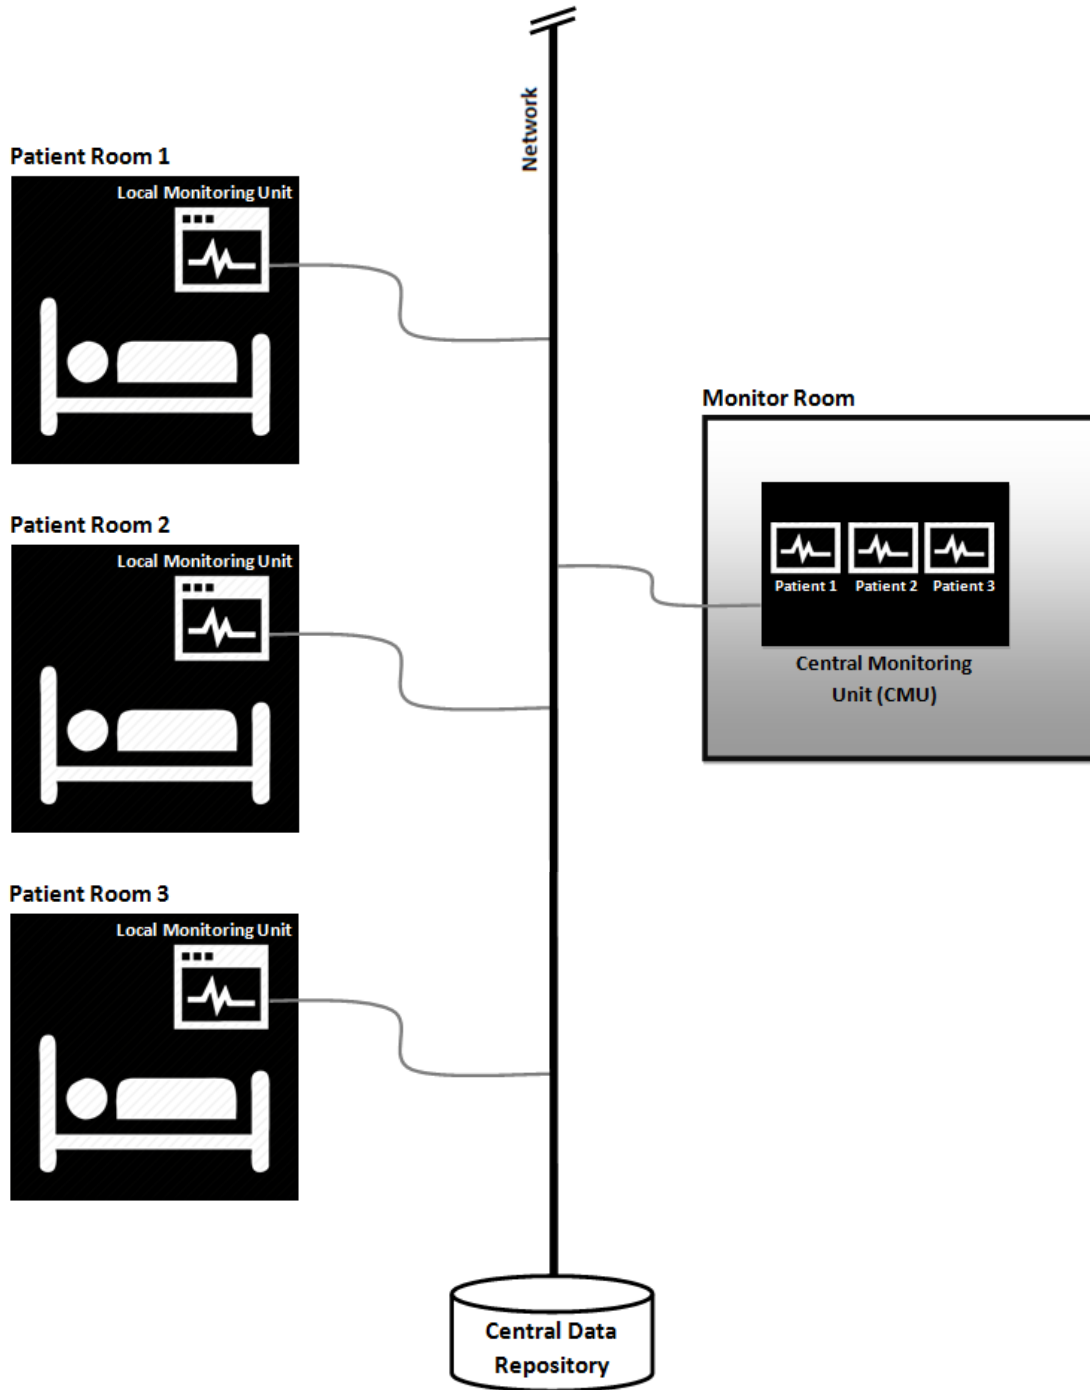 Network
Patient Room 1
Local Monitoring Unit
Monitor Room
Patient 1
Patient 2
Patient 3
Central Monitoring
Unit (CMU)
Patient Room 2
Local Monitoring Unit
Patient Room 3
Local Monitoring Unit
Central Data
Repository